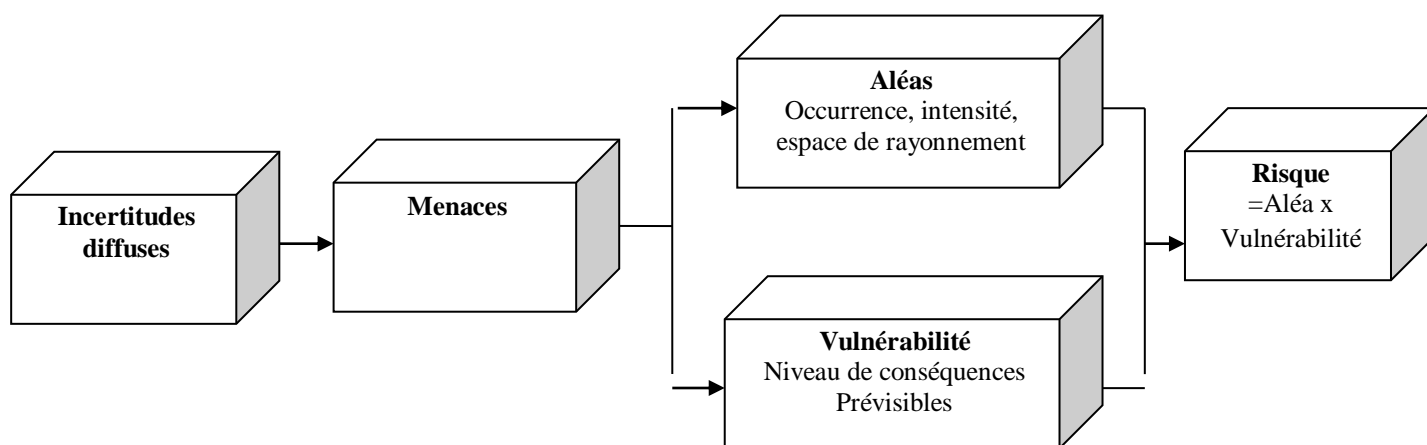 Incertitudes
diffuses
Menaces
Aléas
Occurrence, intensité,
espace de rayonnement
Vulnérabilité
Niveau de conséquences
Prévisibles
Risque
=Aléa x
Vulnérabilité